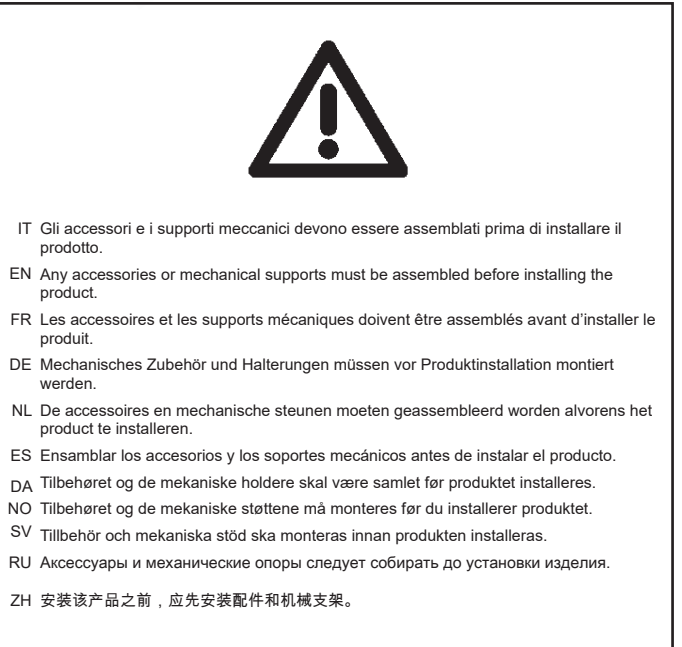 IT Gli accessori e i supporti meccanici devono essere assemblati prima di installare il
prodotto.
EN Any accessories or mechanical supports must be assembled before installing the
product.
FR Les accessoires et les supports mécaniques doivent être assemblés avant d’installer le
produit.
DE Mechanisches Zubehör und Halterungen müssen vor Produktinstallation montiert
werden.
NL De accessoires en mechanische steunen moeten geassembleerd worden alvorens het
product te installeren.
ES Ensamblar los accesorios y los soportes mecánicos antes de instalar el producto.
DA Tilbehøret og de mekaniske holdere skal være samlet før produktet installeres.
NO Tilbehøret og de mekaniske støttene må monteres før du installerer produktet.
SV Tillbehör och mekaniska stöd ska monteras innan produkten installeras.
RU Аксессуары и механические опоры следует собирать до установки изделия.
ZH 安装该产品之前，应先安装配件和机械支架。